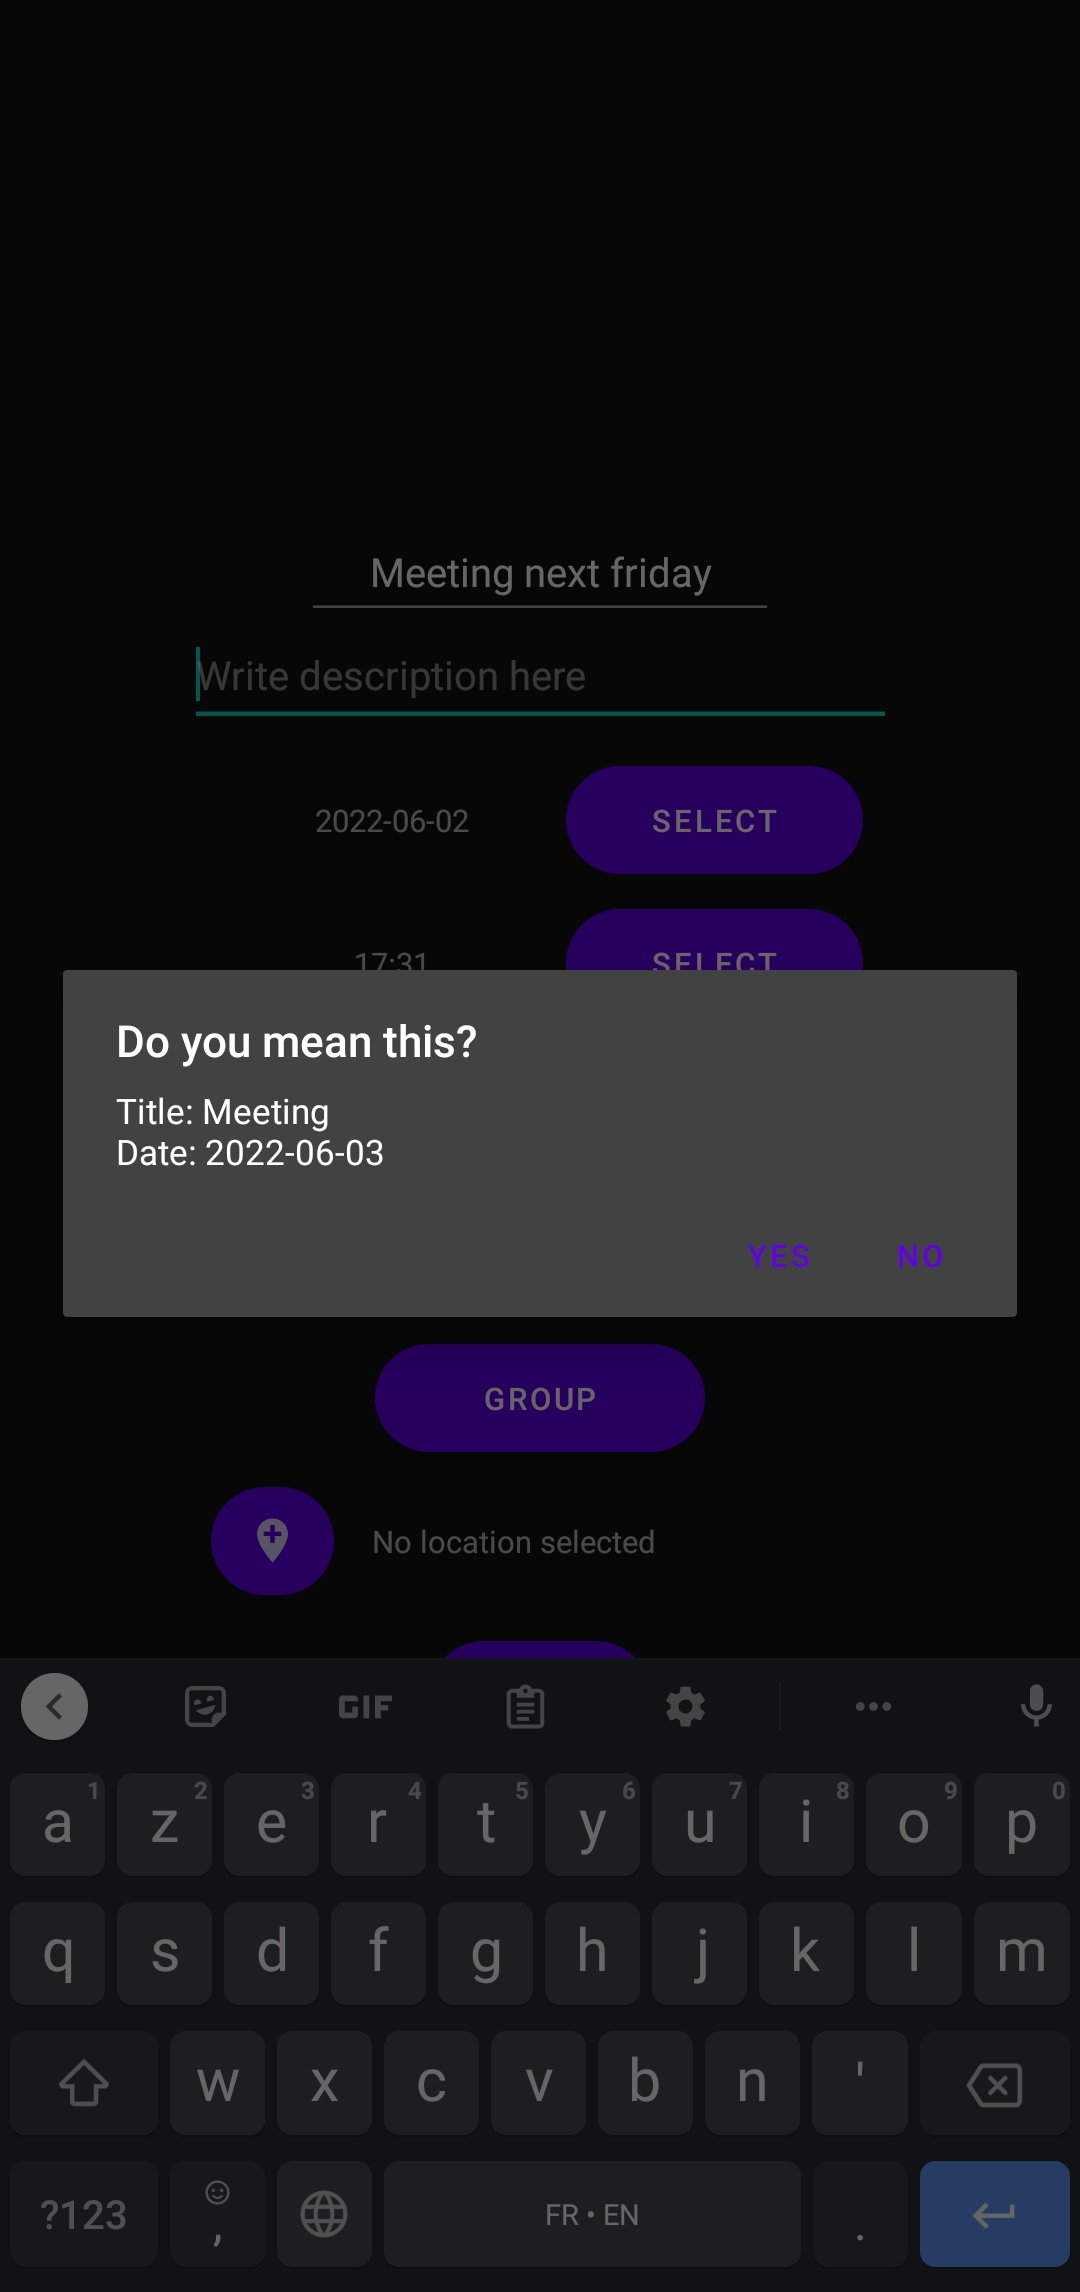 Meeting next friday
Write description here
2022-06-02 SELECT
17:31 SELECT
Do you mean this?
Title: Meeting
Date: 2022-06-03
YES NO
GROUP
No location selected
GIF
a 1 z 2 e 3 r 4 t 5 y 6 u 7 i 8 o 9 p 0
q s d f g h j k l m
w x c v b n '
?123 , FR • EN .